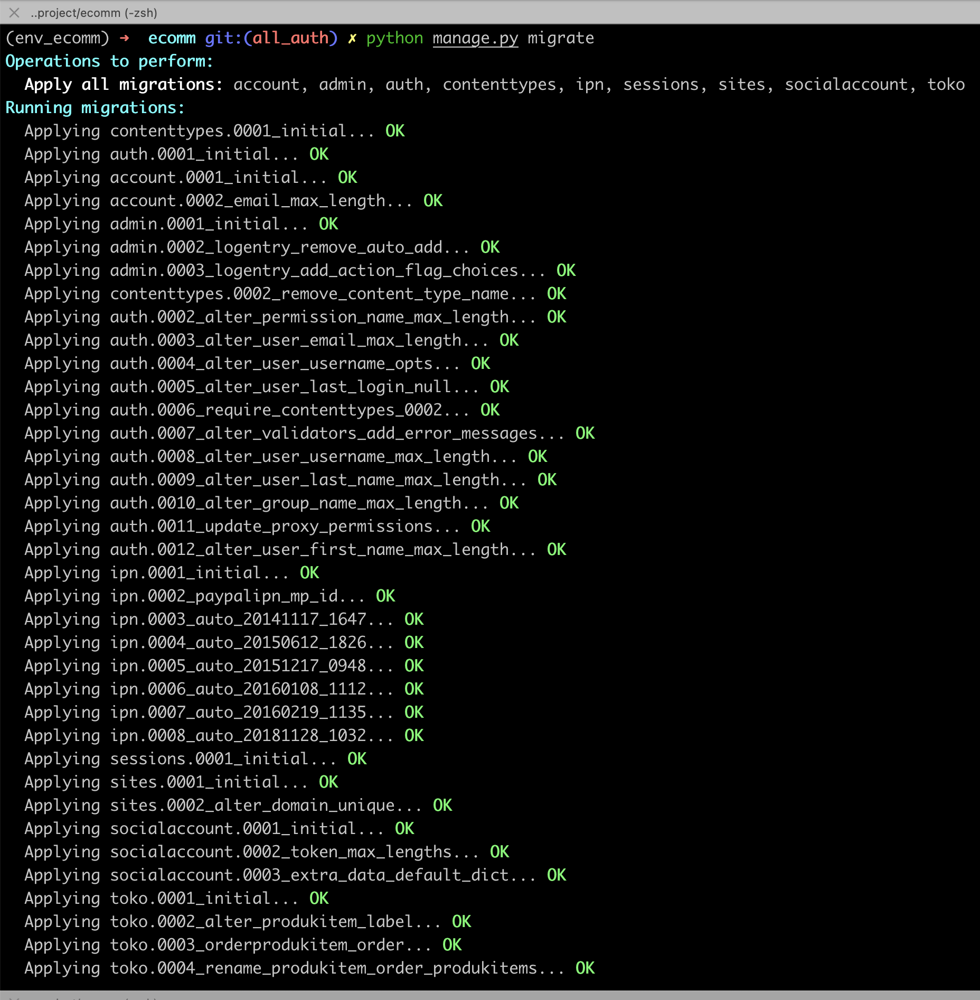 ..project/ecomm (-zsh)
(env_ecomm) ➜ ecomm git:(all_auth) ✗ python manage.py migrate
Operations to perform:
Apply all migrations: account, admin, auth, contenttypes, ipn, sessions, sites, socialaccount, toko
Running migrations:
Applying contenttypes.0001_initial... OK
Applying auth.0001_initial... OK
Applying account.0001_initial... OK
Applying account.0002_email_max_length... OK
Applying admin.0001_initial... OK
Applying admin.0002_logentry_remove_auto_add... OK
Applying admin.0003_logentry_add_action_flag_choices... OK
Applying contenttypes.0002_remove_content_type_name... OK
Applying auth.0002_alter_permission_name_max_length... OK
Applying auth.0003_alter_user_email_max_length... OK
Applying auth.0004_alter_user_username_opts... OK
Applying auth.0005_alter_user_last_login_null... OK
Applying auth.0006_require_contenttypes_0002... OK
Applying auth.0007_alter_validators_add_error_messages... OK
Applying auth.0008_alter_user_username_max_length... OK
Applying auth.0009_alter_user_last_name_max_length... OK
Applying auth.0010_alter_group_name_max_length... OK
Applying auth.0011_update_proxy_permissions... OK
Applying auth.0012_alter_user_first_name_max_length... OK
Applying ipn.0001_initial... OK
Applying ipn.0002_paypalipn_mp_id... OK
Applying ipn.0003_auto_20141117_1647... OK
Applying ipn.0004_auto_20150612_1826... OK
Applying ipn.0005_auto_20151217_0948... OK
Applying ipn.0006_auto_20160108_1112... OK
Applying ipn.0007_auto_20160219_1135... OK
Applying ipn.0008_auto_20181128_1032... OK
Applying sessions.0001_initial... OK
Applying sites.0001_initial... OK
Applying sites.0002_alter_domain_unique... OK
Applying socialaccount.0001_initial... OK
Applying socialaccount.0002_token_max_lengths... OK
Applying socialaccount.0003_extra_data_default_dict... OK
Applying toko.0001_initial... OK
Applying toko.0002_alter_produkitem_label... OK
Applying toko.0003_orderprodukitem_order... OK
Applying toko.0004_rename_produkitem_order_produkitems... OK